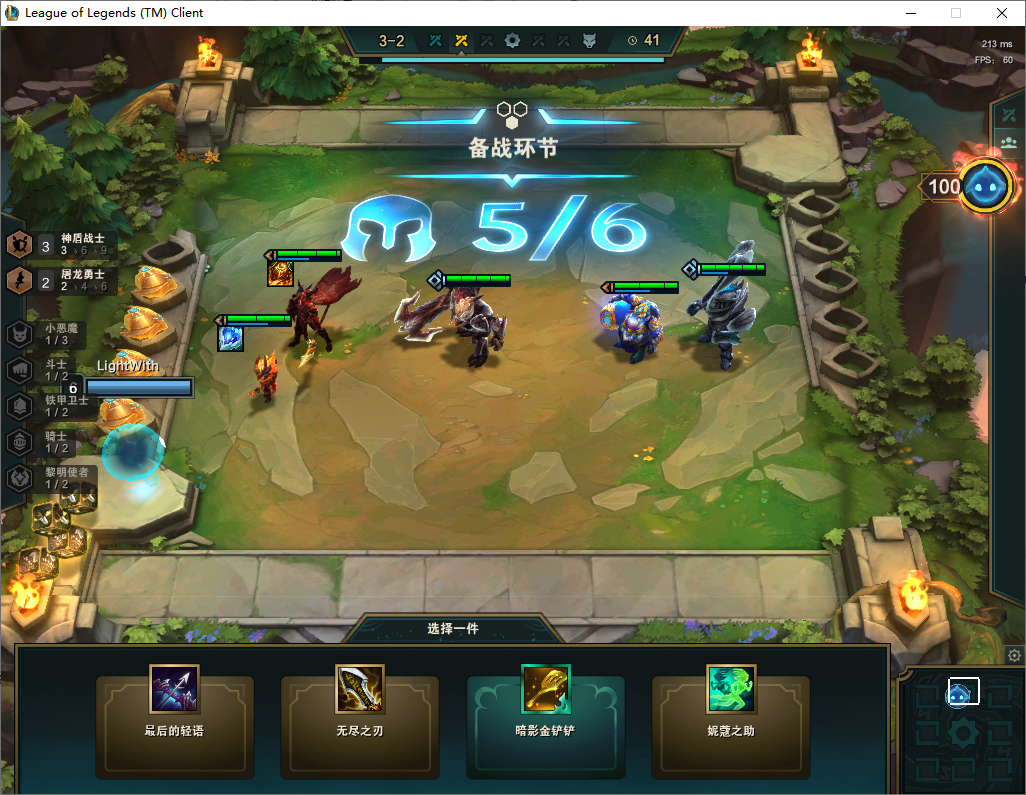 League of Legends (TM) Client
3-2
41
213 ms
FPS: 60
备战环节
5/6
100
3
神盾战士
3 › 6 › 9
2
屠龙勇士
2 › 4 › 6
小恶魔
1 / 3
斗士
1 / 2
LightWith
6
铁甲卫士
1 / 2
骑士
1 / 2
黎明使者
1 / 2
选择一件
最后的轻语
无尽之刃
暗影金铲铲
妮蔻之助